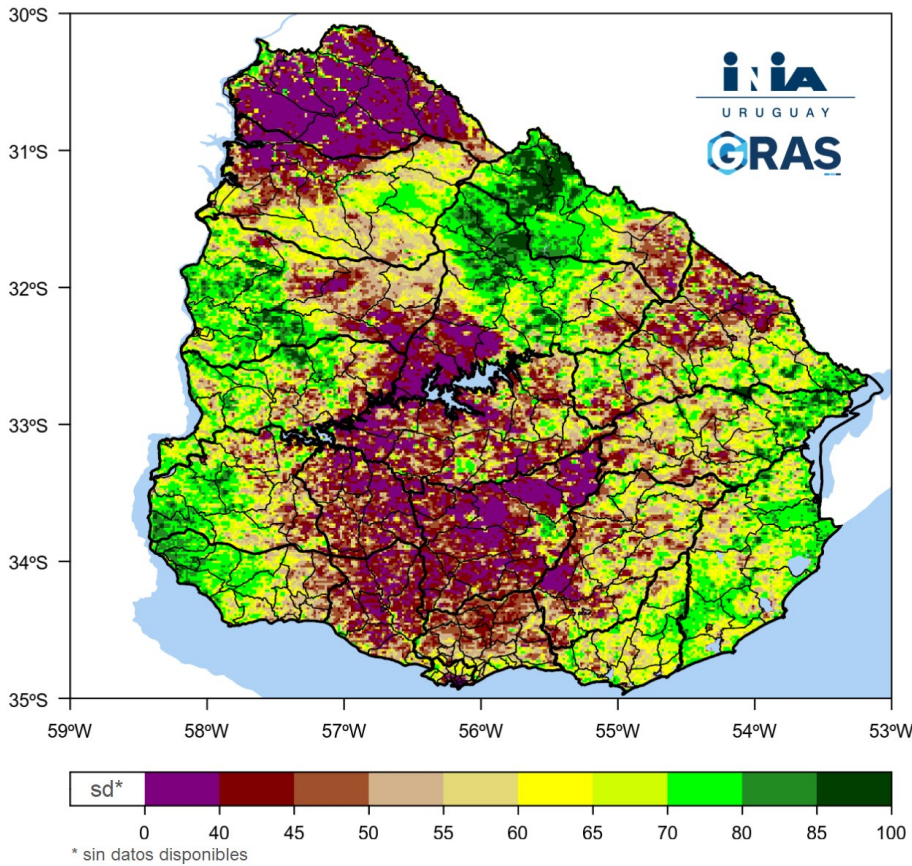 30ºS
31ºS
32ºS
33ºS
34ºS
35ºS
59ºW
58ºW
57ºW
56ºW
55ºW
54ºW
53ºW
iNiA
URUGUAY
GRAS
sd*
0
40
45
50
55
60
65
70
80
85
100
* sin datos disponibles